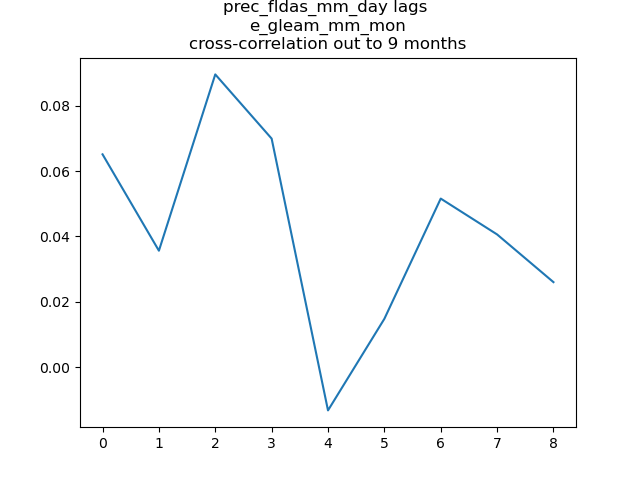 prec_fldas_mm_day lags
e_gleam_mm_mon
cross-correlation out to 9 months
0.08
0.06
0.04
0.02
0.00
0 1 2 3 4 5 6 7 8